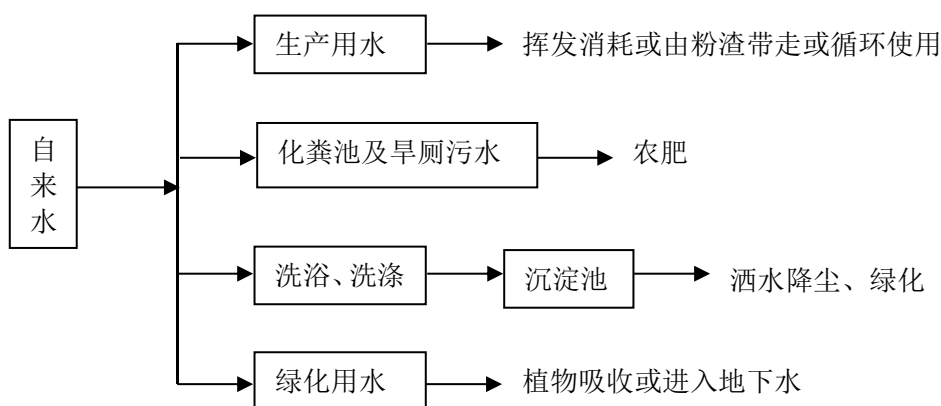 生产用水
挥发消耗或由粉渣带走或循环使用
自来水
化粪池及旱厕污水
农肥
洗浴、洗涤
沉淀池
洒水降尘、绿化
绿化用水
植物吸收或进入地下水